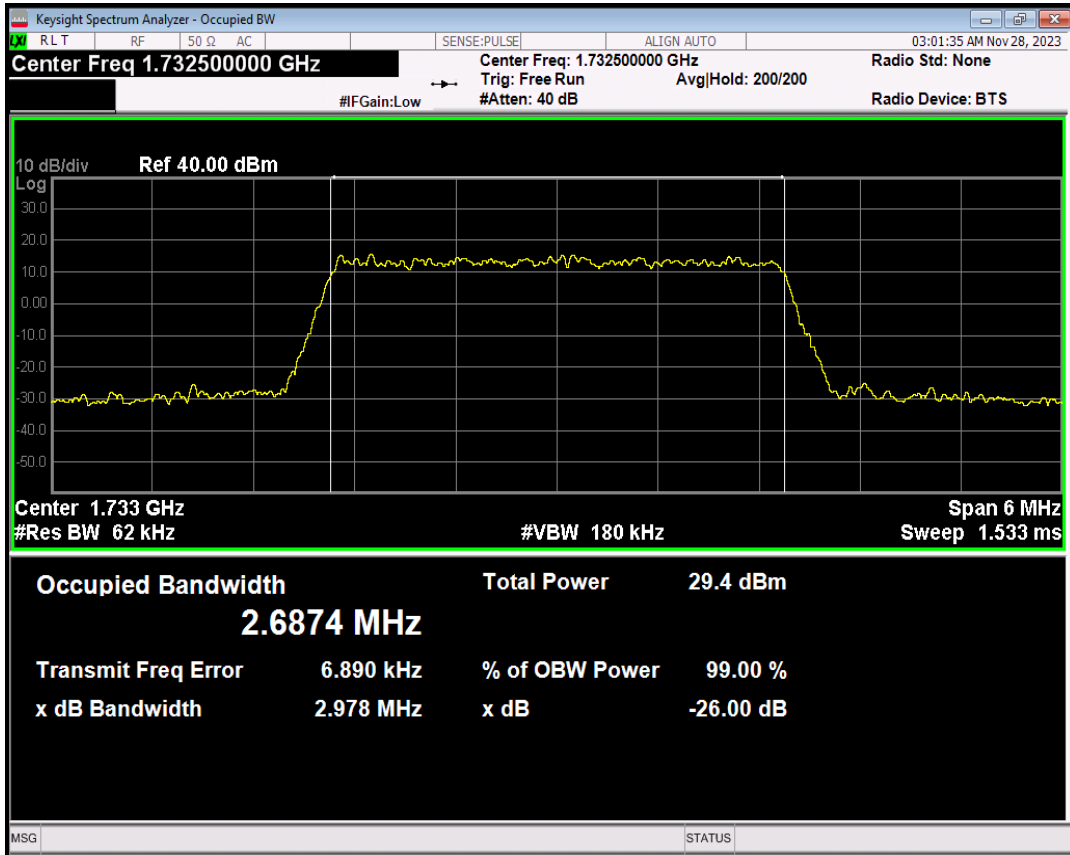 Keysight Spectrum Analyzer - Occupied BW
LXI RLT RF 50 Ω AC SENSE:PULSE ALIGN AUTO 03:01:35 AM Nov 28, 2023
Center Freq 1.732500000 GHz Center Freq: 1.732500000 GHz Radio Std: None
Trig: Free Run Avg|Hold: 200/200
#IFGain:Low #Atten: 40 dB Radio Device: BTS
10 dB/div Ref 40.00 dBm
Log
30.0
20.0
10.0
0.00
-10.0
-20.0
-30.0
-40.0
-50.0
Center 1.733 GHz Span 6 MHz
#Res BW 62 kHz #VBW 180 kHz Sweep 1.533 ms
Occupied Bandwidth Total Power 29.4 dBm
2.6874 MHz
Transmit Freq Error 6.890 kHz % of OBW Power 99.00 %
x dB Bandwidth 2.978 MHz x dB -26.00 dB
MSG STATUS